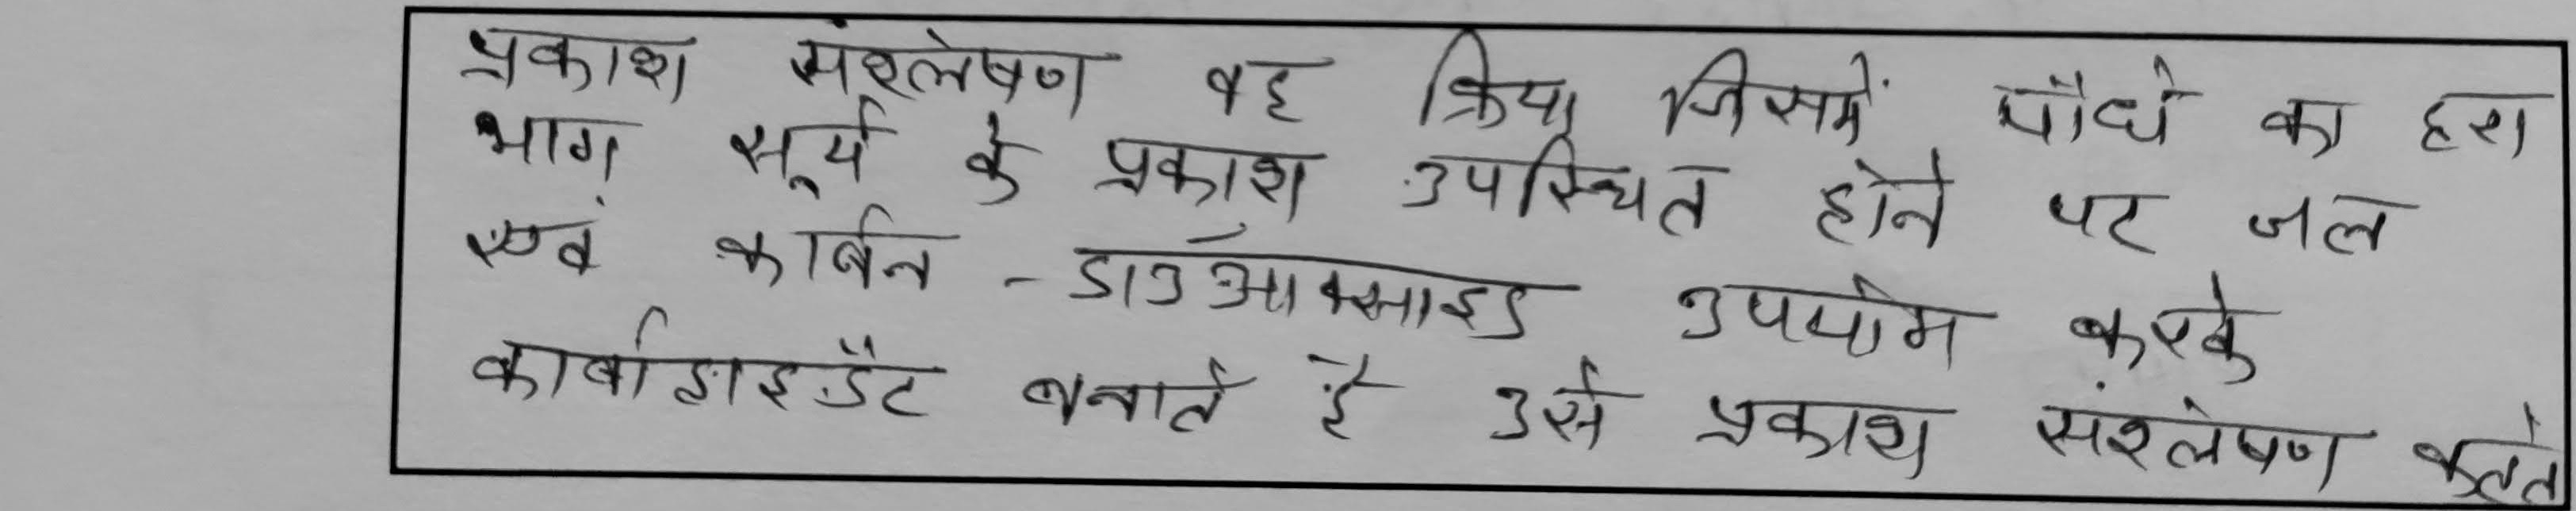 प्रकाश संश्लेषण वह क्रिया जिसमें पौधे का हरा
भाग सूर्य के प्रकाश उपस्थित होने पर जल
एवं कार्बन - डाउआक्साइड उपयोग करके
कार्बोहाइडैट बनाते है उसे प्रकाश संश्लेषण कहते